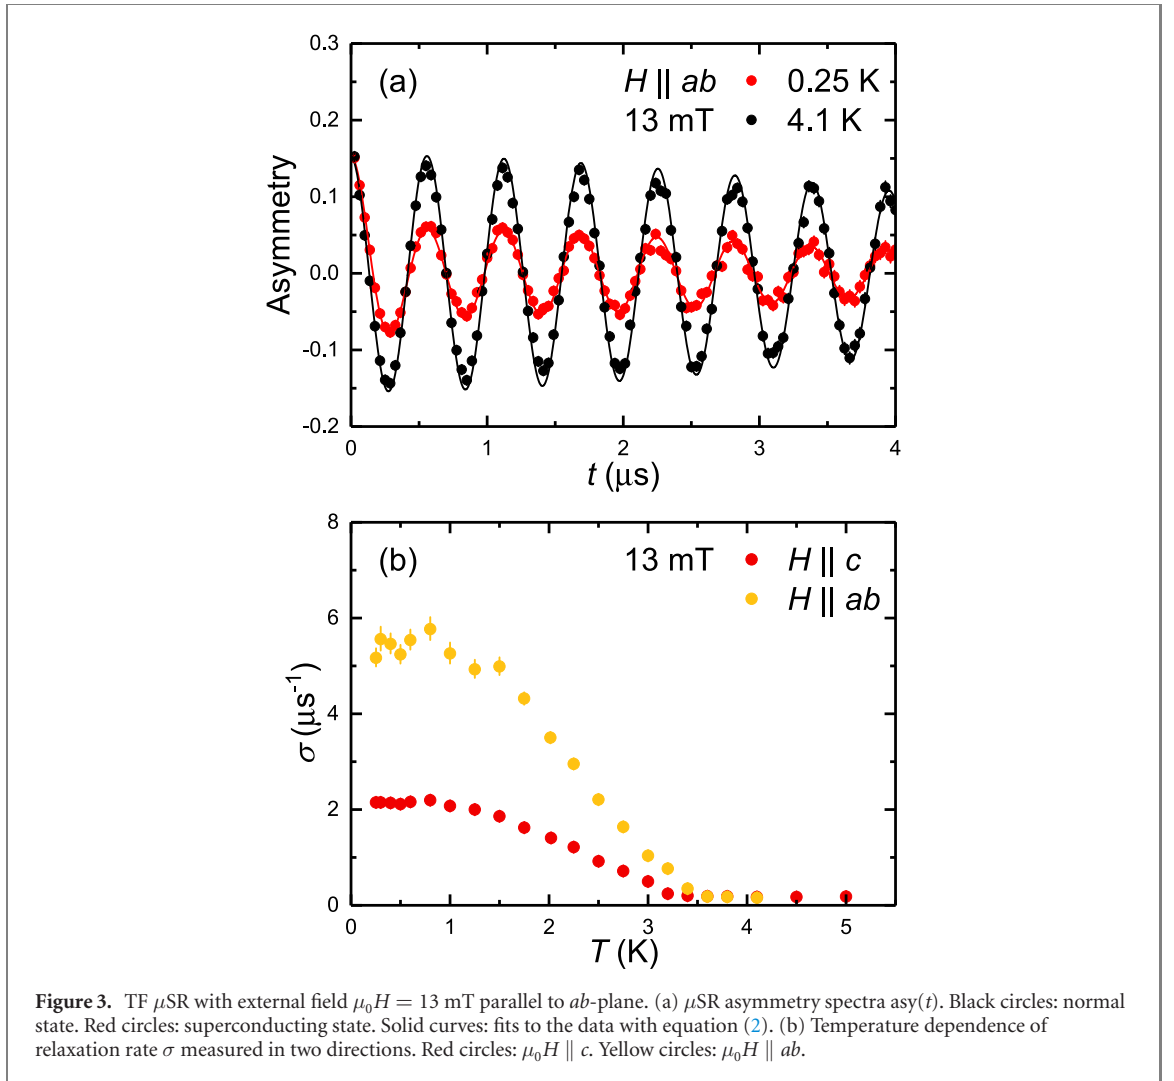 0.3
(a)
H || ab
0.25 K
0.2
13 mT
4.1 K
Asymmetry
0.1
0.0
-0.1
-0.2
0
1
2
3
4
t (μs)
8
(b)
13 mT
H || c
H || ab
6
σ (μs⁻¹)
4
2
0
0
1
2
3
4
5
T (K)
Figure 3. TF μSR with external field μ₀H = 13 mT parallel to ab-plane. (a) μSR asymmetry spectra asy(t). Black circles: normal
state. Red circles: superconducting state. Solid curves: fits to the data with equation (2). (b) Temperature dependence of
relaxation rate σ measured in two directions. Red circles: μ₀H ∥ c. Yellow circles: μ₀H ∥ ab.